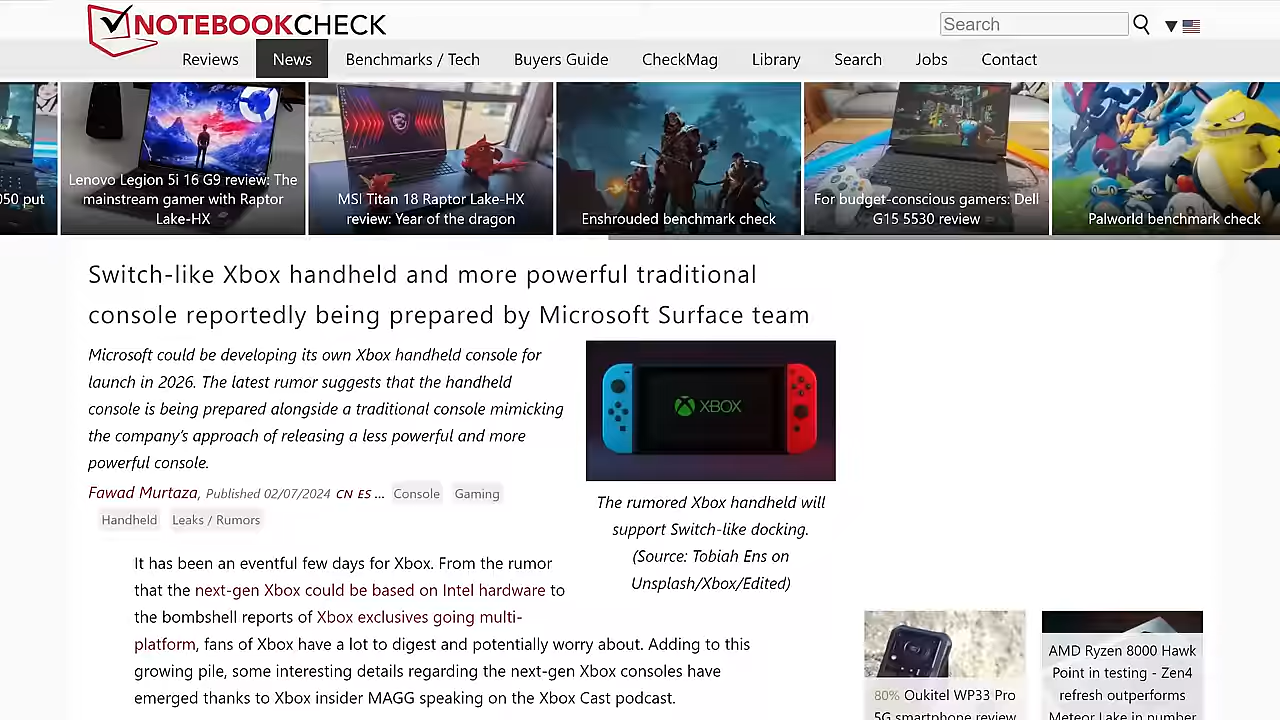 NOTEBOOKCHECK
Search
Reviews
News
Benchmarks / Tech
Buyers Guide
CheckMag
Library
Search
Jobs
Contact
050 put
Lenovo Legion 5i 16 G9 review: The
mainstream gamer with Raptor
Lake-HX
MSI Titan 18 Raptor Lake-HX
review: Year of the dragon
Enshrouded benchmark check
For budget-conscious gamers: Dell
G15 5530 review
Palworld benchmark check
Switch-like Xbox handheld and more powerful traditional
console reportedly being prepared by Microsoft Surface team
Microsoft could be developing its own Xbox handheld console for
launch in 2026. The latest rumor suggests that the handheld
console is being prepared alongside a traditional console mimicking
the company's approach of releasing a less powerful and more
powerful console.
Fawad Murtaza, Published 02/07/2024 CN ES ... Console Gaming
Handheld Leaks / Rumors
XBOX
The rumored Xbox handheld will
support Switch-like docking.
(Source: Tobiah Ens on
Unsplash/Xbox/Edited)
It has been an eventful few days for Xbox. From the rumor
that the next-gen Xbox could be based on Intel hardware to
the bombshell reports of Xbox exclusives going multi-
platform, fans of Xbox have a lot to digest and potentially worry about. Adding to this
growing pile, some interesting details regarding the next-gen Xbox consoles have
emerged thanks to Xbox insider MAGG speaking on the Xbox Cast podcast.
80% Oukitel WP33 Pro
5G smartphone review
AMD Ryzen 8000 Hawk
Point in testing - Zen4
refresh outperforms
Meteor Lake in number